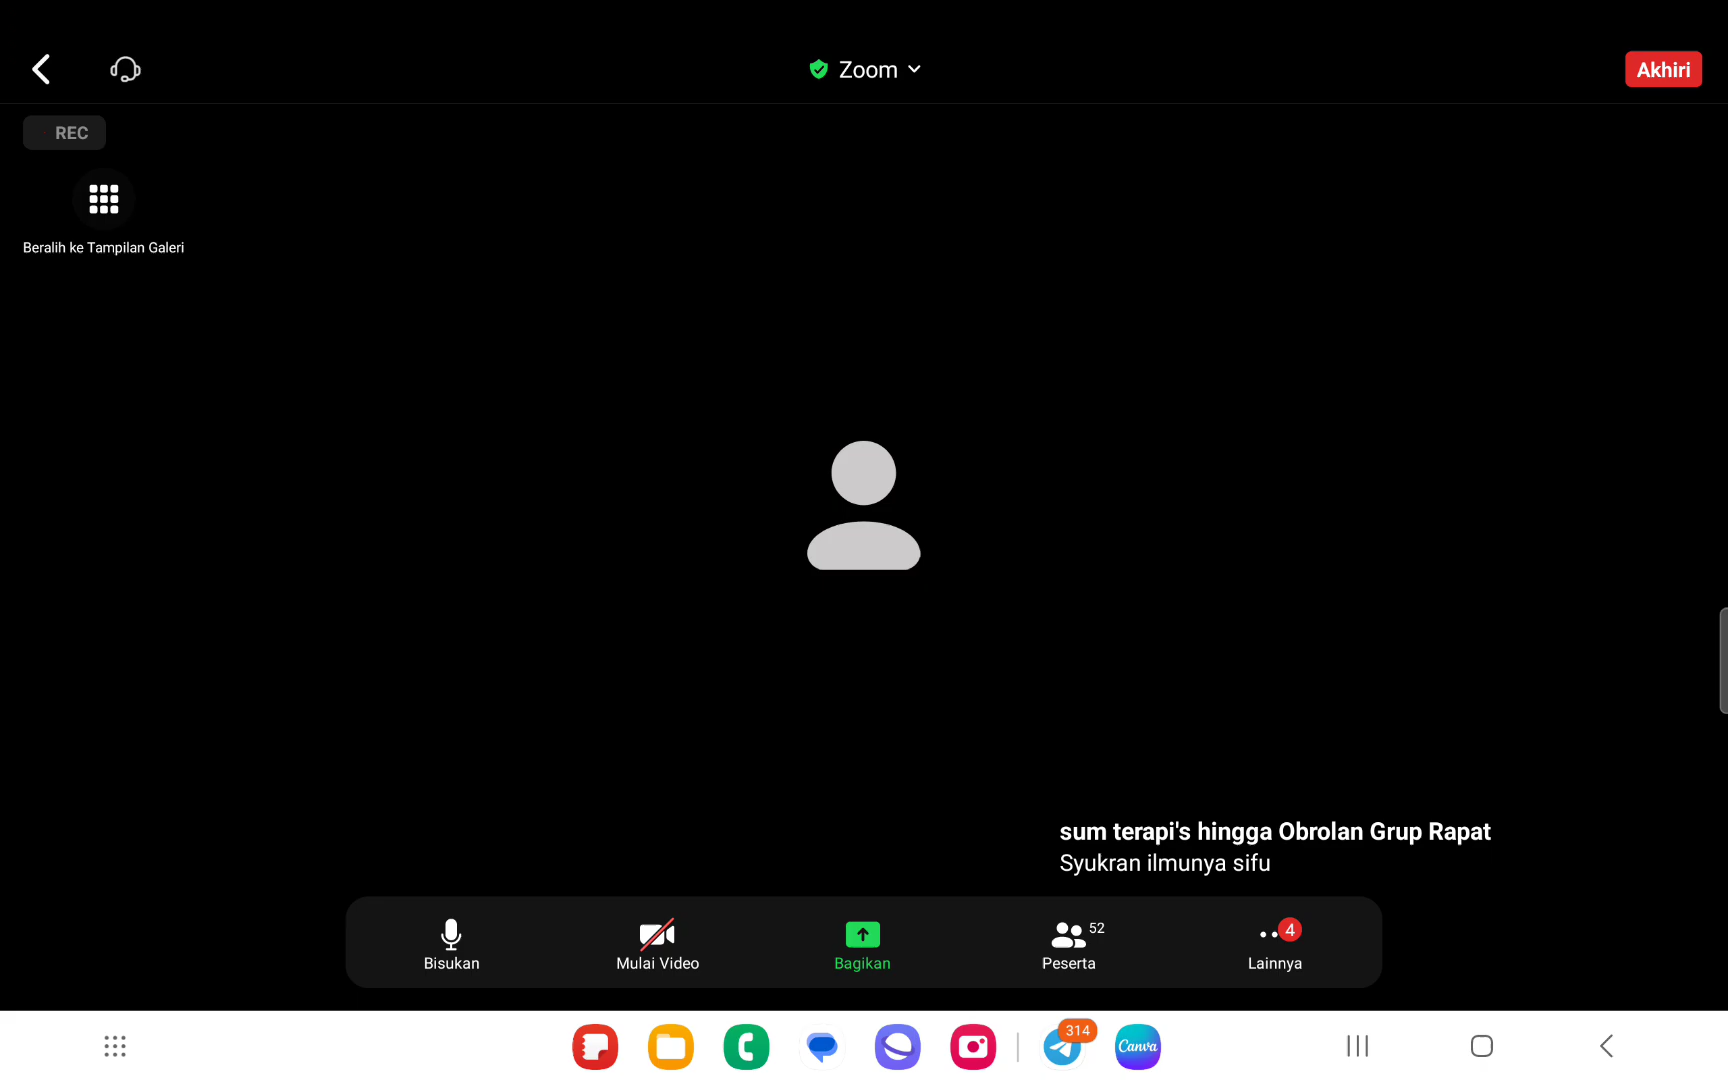 Zoom
Akhiri
REC
Beralih ke Tampilan Galeri
sum terapi's hingga Obrolan Grup Rapat
Syukran ilmunya sifu
Bisukan
Mulai Video
Bagikan
52
Peserta
4
Lainnya
314
Canva